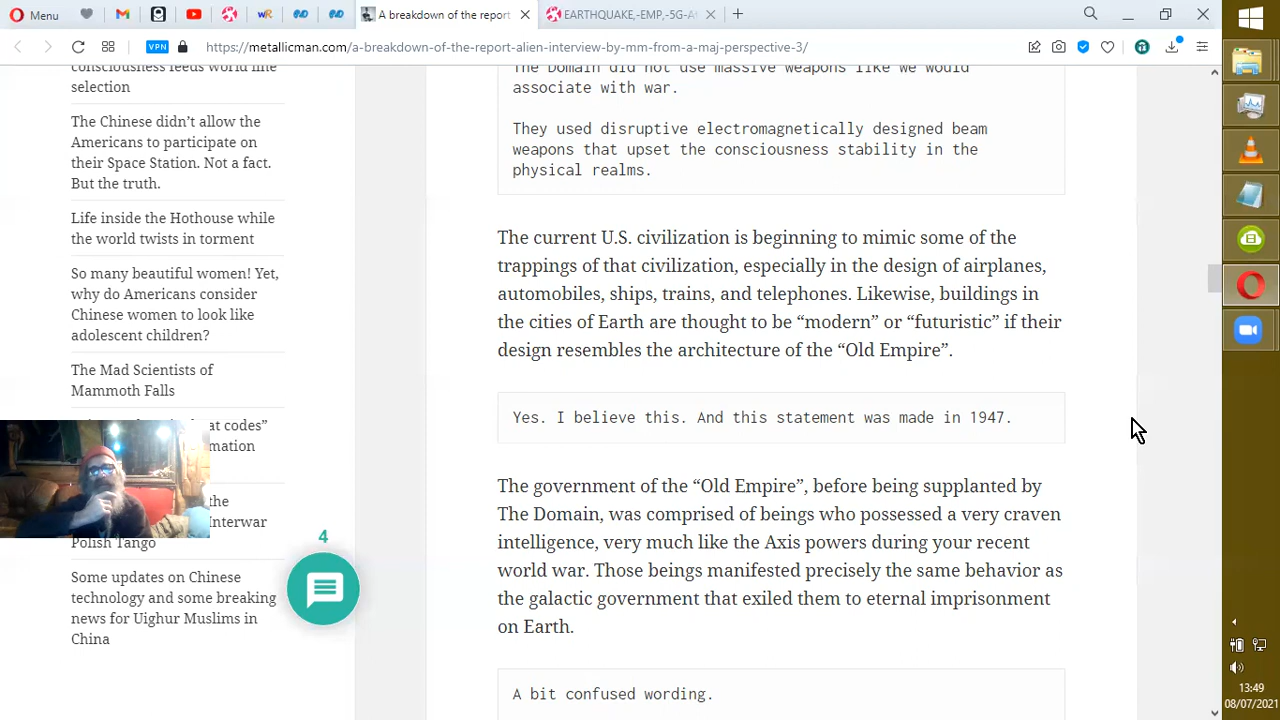 Menu
A breakdown of the report
EARTHQUAKE,-EMP,-5G-A
VPN
https://metallicman.com/a-breakdown-of-the-report-alien-interview-by-mm-from-a-maj-perspective-3/
consciousness feeds world line
selection
The Chinese didn’t allow the
Americans to participate on
their Space Station. Not a fact.
But the truth.
Life inside the Hothouse while
the world twists in torment
So many beautiful women! Yet,
why do Americans consider
Chinese women to look like
adolescent children?
The Mad Scientists of
Mammoth Falls
at codes”
mation
the
Interwar
Polish Tango
Some updates on Chinese
technology and some breaking
news for Uighur Muslims in
China
4
The Domain did not use massive weapons like we would
associate with war.
They used disruptive electromagnetically designed beam
weapons that upset the consciousness stability in the
physical realms.
The current U.S. civilization is beginning to mimic some of the
trappings of that civilization, especially in the design of airplanes,
automobiles, ships, trains, and telephones. Likewise, buildings in
the cities of Earth are thought to be “modern” or “futuristic” if their
design resembles the architecture of the “Old Empire”.
Yes. I believe this. And this statement was made in 1947.
The government of the “Old Empire”, before being supplanted by
The Domain, was comprised of beings who possessed a very craven
intelligence, very much like the Axis powers during your recent
world war. Those beings manifested precisely the same behavior as
the galactic government that exiled them to eternal imprisonment
on Earth.
A bit confused wording.
13:49
08/07/2021